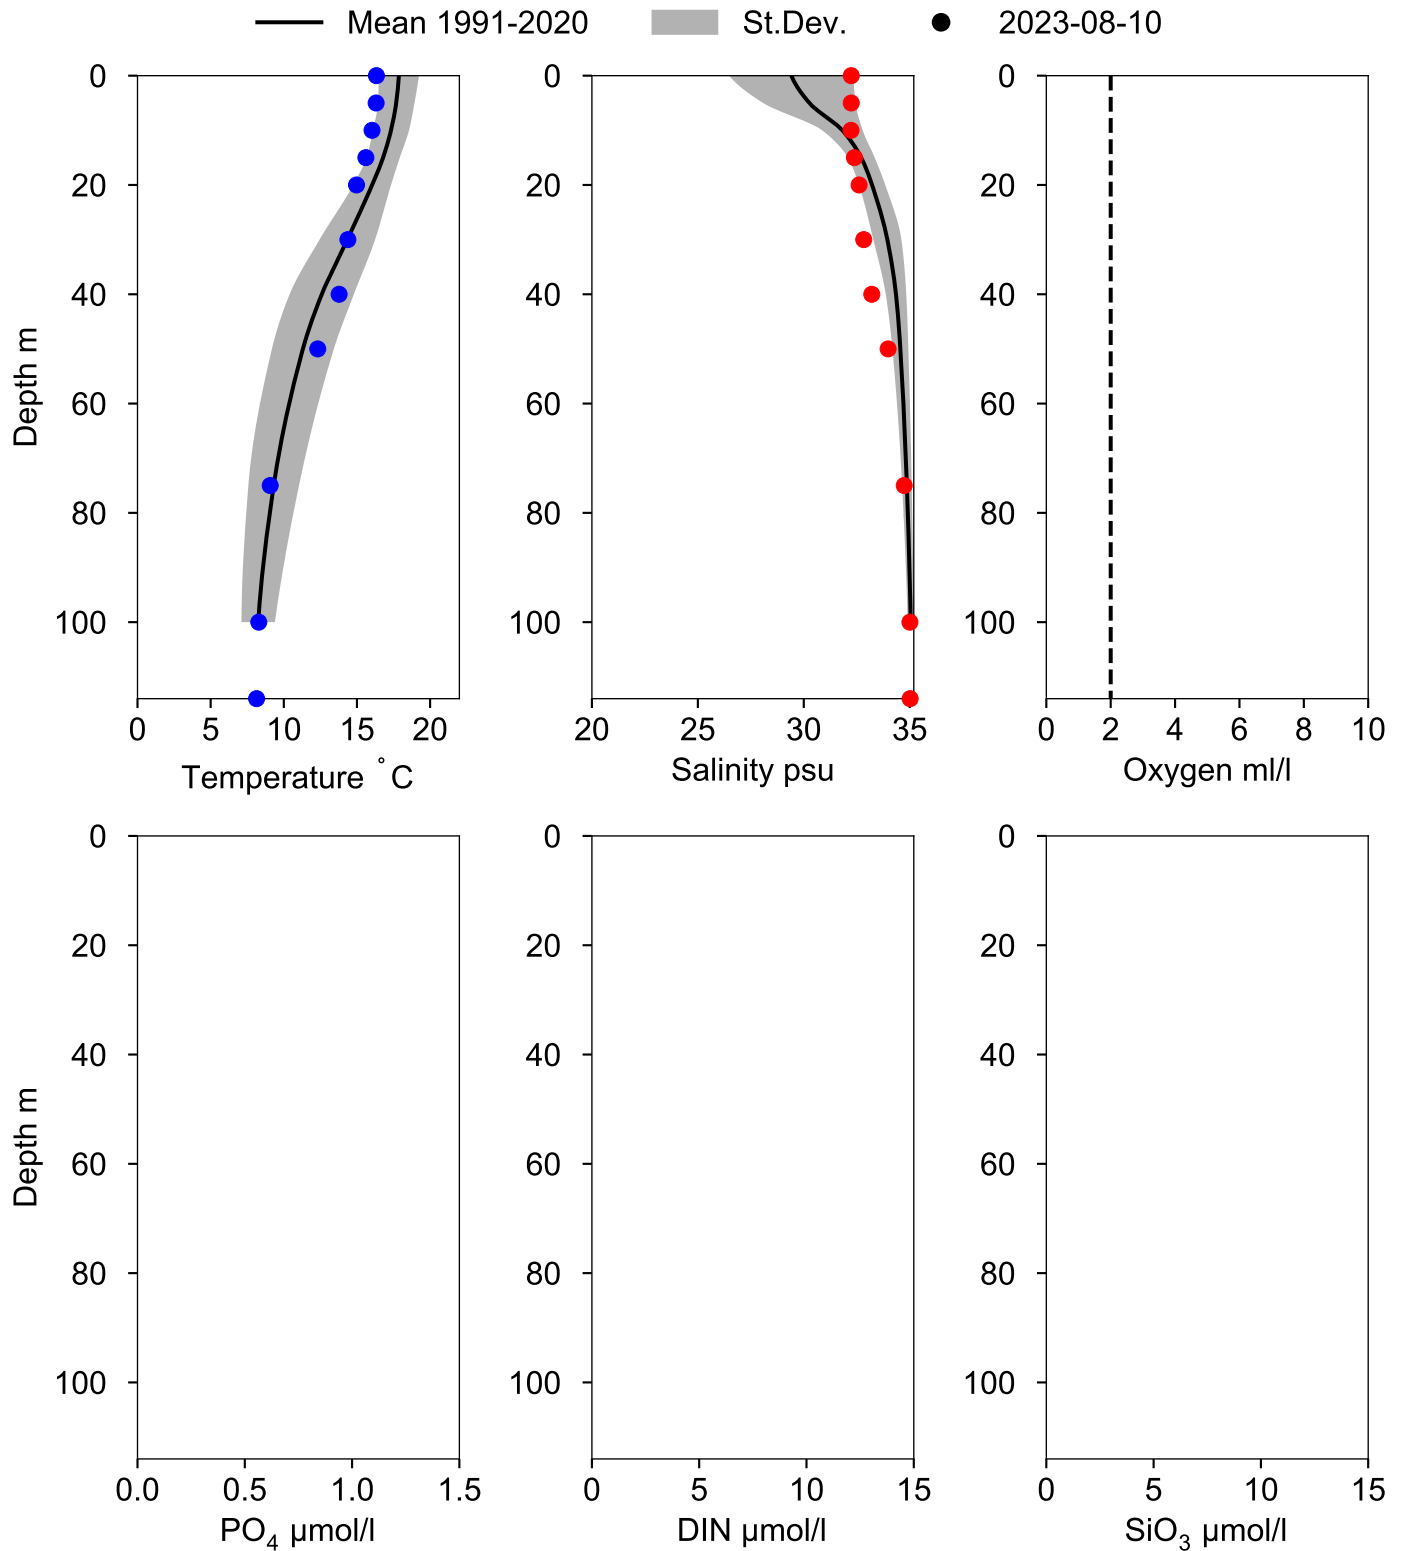 Mean 1991-2020 St.Dev. 2023-08-10
0 0 0
20 20 20
40 40 40
60 60 60
80 80 80
100 100 100
Depth m
0 5 10 15 20 20 25 30 35 0 2 4 6 8 10
Temperature °C Salinity psu Oxygen ml/l
0 0 0
20 20 20
40 40 40
60 60 60
80 80 80
100 100 100
Depth m
0.0 0.5 1.0 1.5 0 5 10 15 0 5 10 15
PO₄ µmol/l DIN µmol/l SiO₃ µmol/l